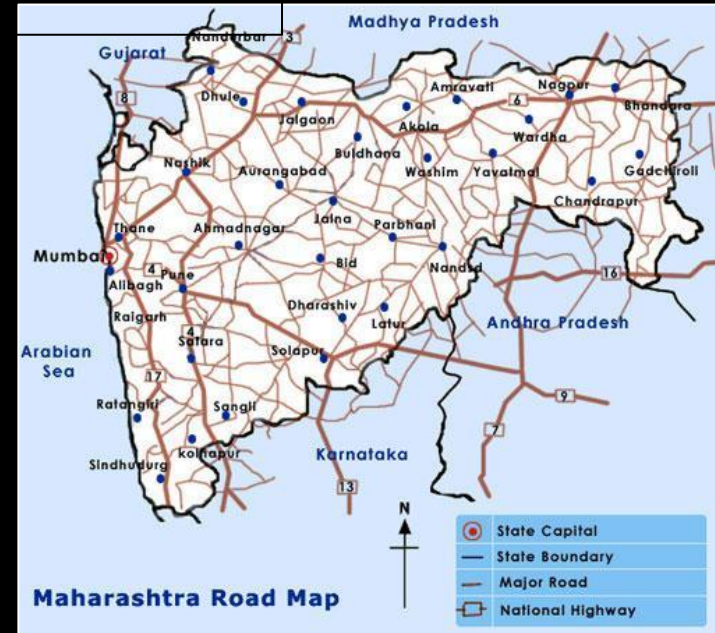 Madhya Pradesh
Nandurbar
3
Gujarat
Amravati
Nagpur
8
Dhule
6
Jalgaon
Akola
Bhandara
Wardha
Buldhana
Nashik
Aurangabad
Washim
Yavatmal
Gadchiroli
Chandrapur
Jalna
Thane
Ahmadnagar
Parbhani
Mumbai
4
Pune
Bid
Nanded
16
Alibagh
Dharashiv
Raigarh
Latur
Andhra Pradesh
4
Satara
Arabian
Sea
Solapur
17
9
Ratangiri
Sangli
7
kolhapur
Karnataka
Sindhudurg
13
N
State Capital
State Boundary
Major Road
National Highway
Maharashtra Road Map